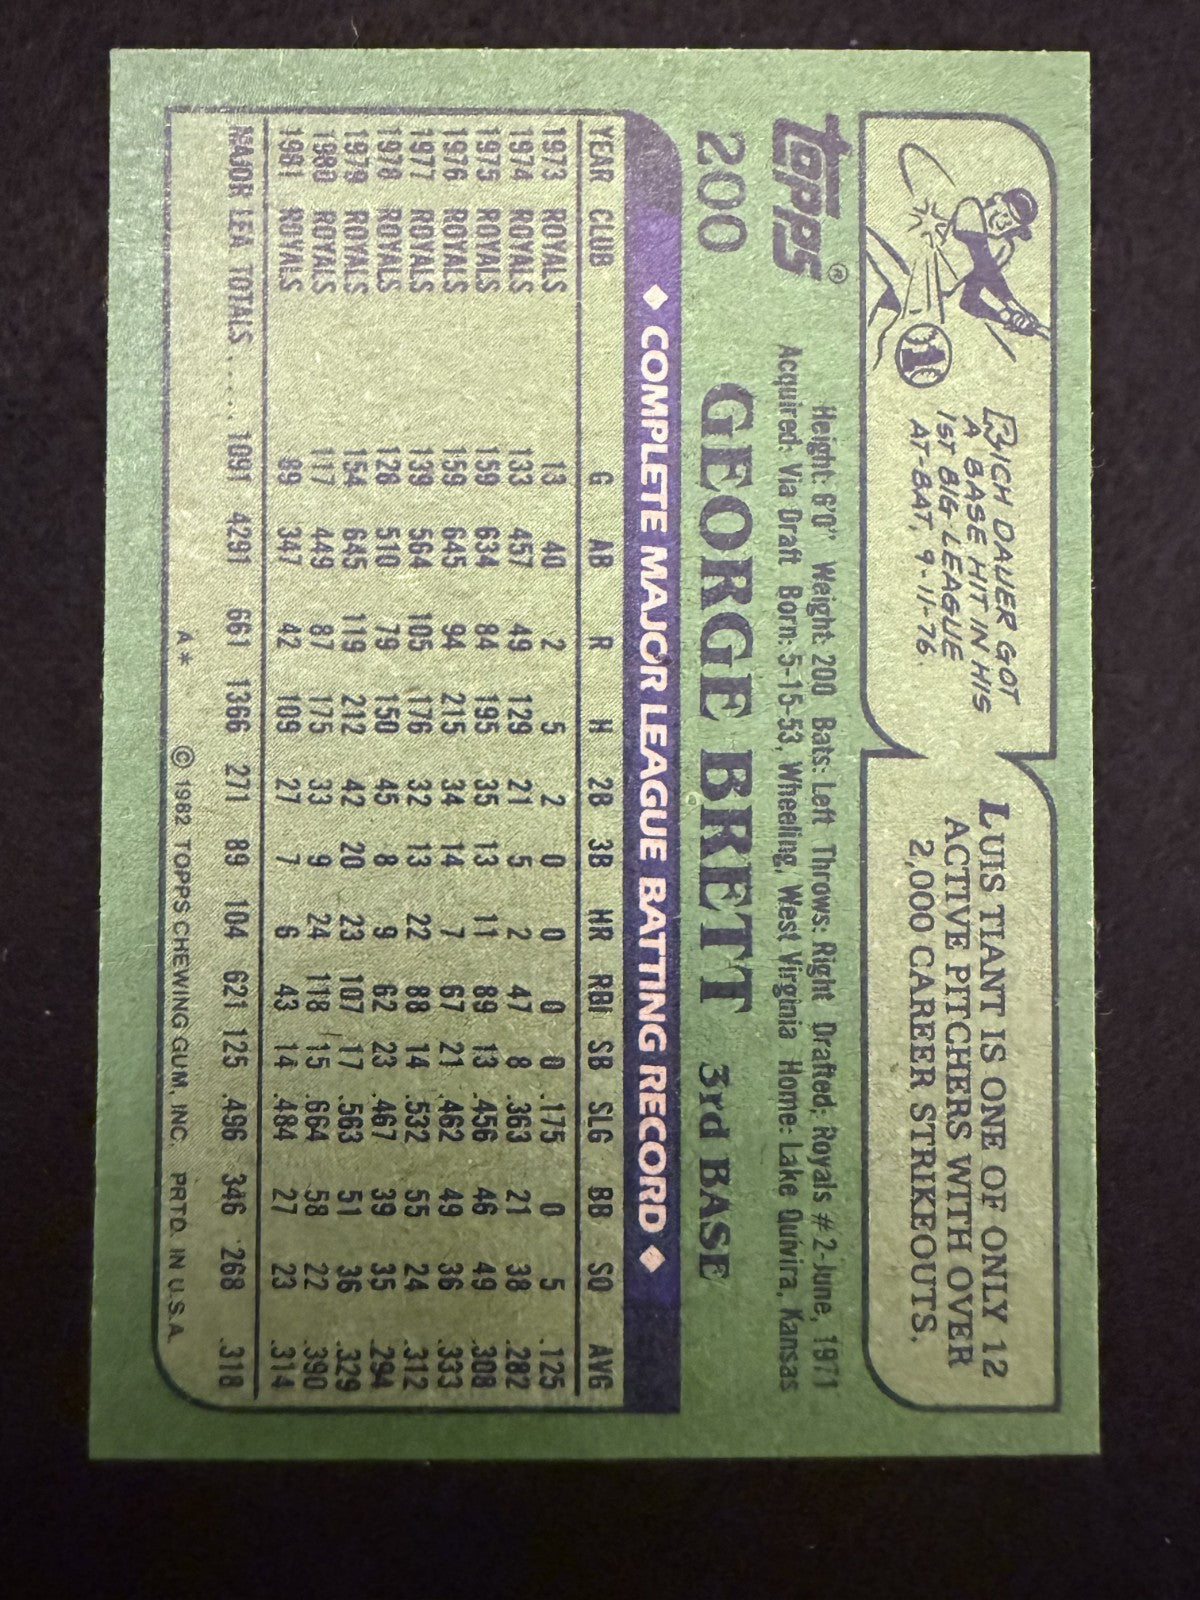 RICH DAUER GOT
A BASE HIT IN HIS
1ST BIG LEAGUE
AT-BAT, 9-11-76.
LUIS TIANT IS ONE OF ONLY 12
ACTIVE PITCHERS WITH OVER
2,000 CAREER STRIKEOUTS.
topps®
Height: 6'0" Weight: 200 Bats: Left Throws: Right Drafted: Royals #2-June, 1971
Acquired: Via Draft Born: 5-15-53, Wheeling, West Virginia Home: Lake Quivira, Kansas
200 GEORGE BRETT 3rd BASE
◆ COMPLETE MAJOR LEAGUE BATTING RECORD ◆
YEAR CLUB G AB R H 2B 3B HR RBI SB SLG BB SO AVG
1973 ROYALS 13 40 2 5 2 0 0 0 0 .175 0 5 .125
1974 ROYALS 133 457 49 129 21 5 2 47 8 .363 21 38 .282
1975 ROYALS 159 634 84 195 35 13 11 89 13 .456 46 49 .308
1976 ROYALS 159 645 94 215 34 14 7 67 21 .462 49 36 .333
1977 ROYALS 139 564 105 176 32 13 22 88 14 .532 55 24 .312
1978 ROYALS 128 510 79 150 45 8 9 62 23 .467 39 35 .294
1979 ROYALS 154 645 119 212 42 20 23 107 17 .563 51 36 .329
1980 ROYALS 117 449 87 175 33 9 24 118 15 .664 58 22 .390
1981 ROYALS 89 347 42 109 27 7 6 43 14 .484 27 23 .314
MAJOR LEA TOTALS...... 1091 4291 661 1366 271 89 104 621 125 .496 346 268 .318
A* © 1982 TOPPS CHEWING GUM, INC. PRTD. IN U.S.A.